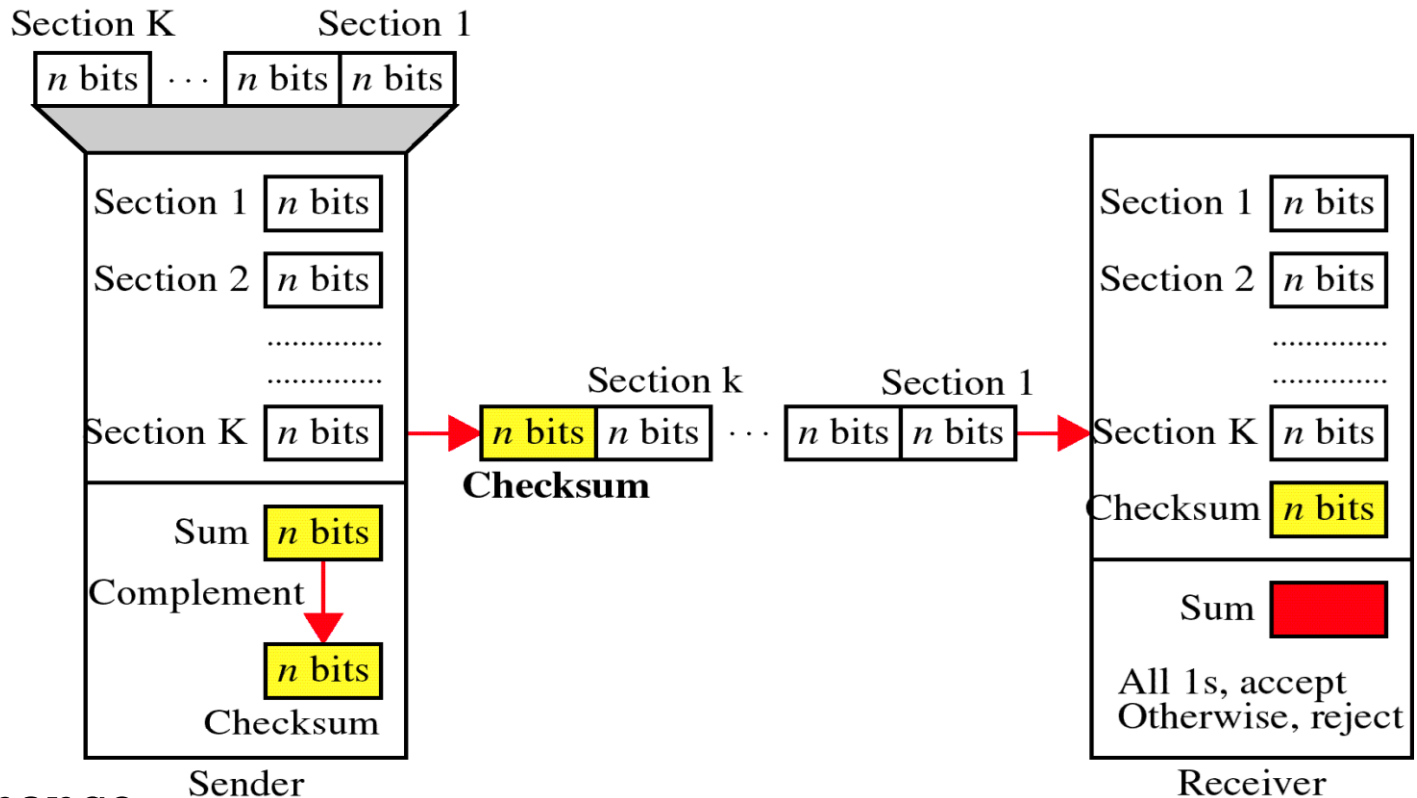 Section K Section 1
n bits ... n bits n bits
Section 1 n bits
Section 2 n bits
..............
..............
Section K n bits
Sum n bits
Complement
n bits
Checksum
Sender
Section k Section 1
n bits n bits ... n bits n bits
Checksum
Section 1 n bits
Section 2 n bits
..............
..............
Section K n bits
Checksum n bits
Sum
All 1s, accept
Otherwise, reject
Receiver